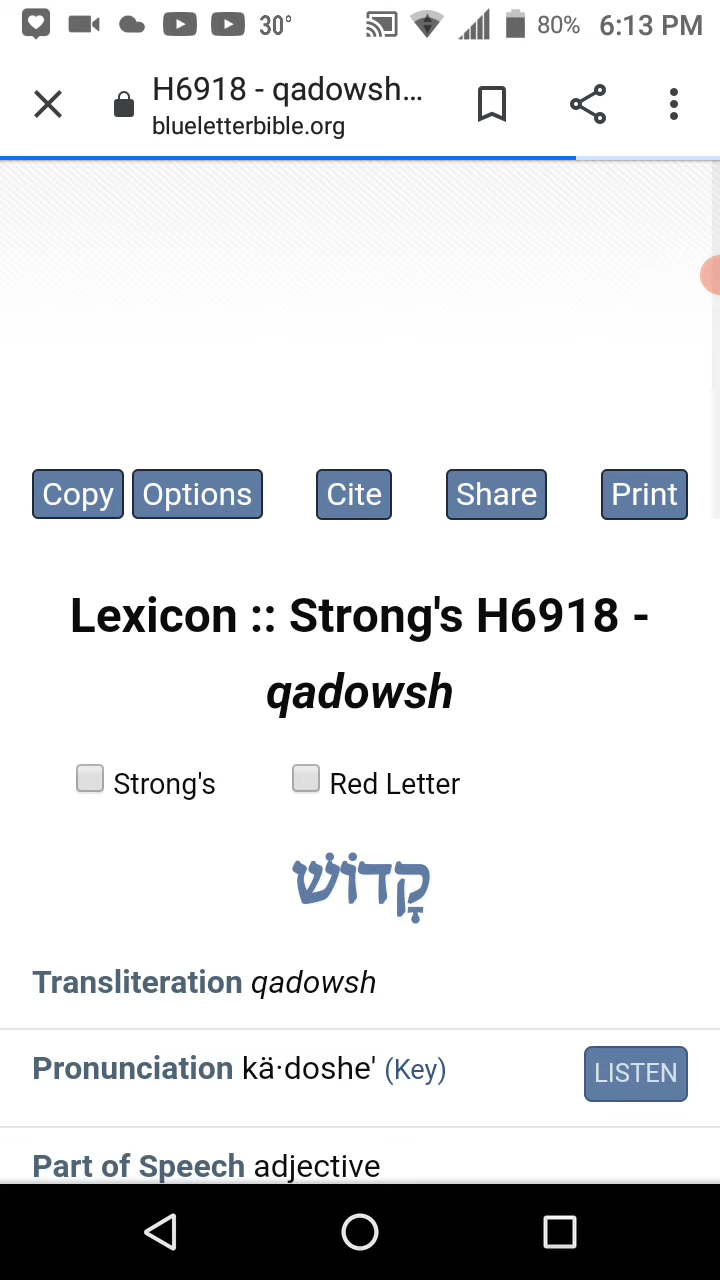 30° 80% 6:13 PM
H6918 - qadowsh...
blueletterbible.org
Copy Options Cite Share Print
Lexicon :: Strong's H6918 -
qadowsh
Strong's Red Letter
קָדוֹשׁ
Transliteration qadowsh
Pronunciation kä·doshe' (Key) LISTEN
Part of Speech adjective